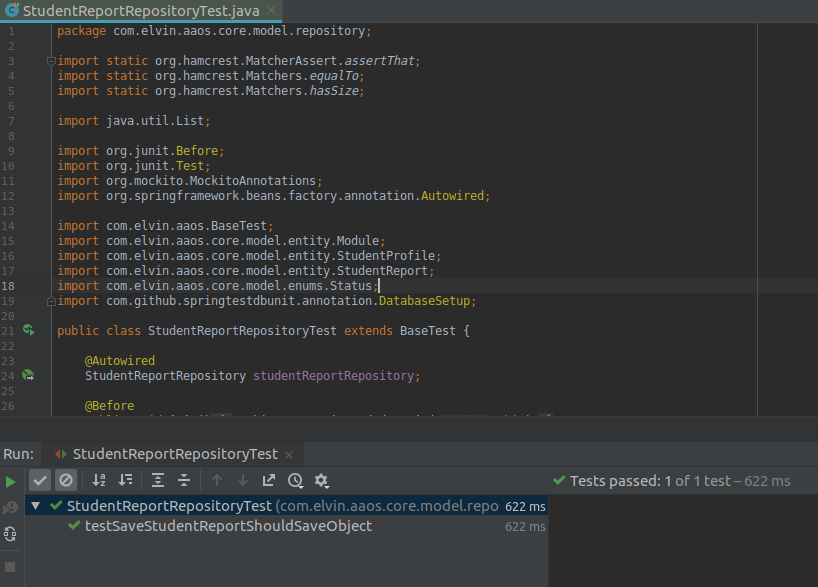 StudentReportRepositoryTest.java
1 package com.elvin.aaos.core.model.repository;
2
3 import static org.hamcrest.MatcherAssert.assertThat;
4 import static org.hamcrest.Matchers.equalTo;
5 import static org.hamcrest.Matchers.hasSize;
6
7 import java.util.List;
8
9 import org.junit.Before;
10 import org.junit.Test;
11 import org.mockito.MockitoAnnotations;
12 import org.springframework.beans.factory.annotation.Autowired;
13
14 import com.elvin.aaos.BaseTest;
15 import com.elvin.aaos.core.model.entity.Module;
16 import com.elvin.aaos.core.model.entity.StudentProfile;
17 import com.elvin.aaos.core.model.entity.StudentReport;
18 import com.elvin.aaos.core.model.enums.Status;
19 import com.github.springtestdbunit.annotation.DatabaseSetup;
20
21 public class StudentReportRepositoryTest extends BaseTest {
22
23 @Autowired
24 StudentReportRepository studentReportRepository;
25
26 @Before
Run: StudentReportRepositoryTest
Tests passed: 1 of 1 test – 622 ms
StudentReportRepositoryTest (com.elvin.aaos.core.model.repo 622 ms
testSaveStudentReportShouldSaveObject 622 ms